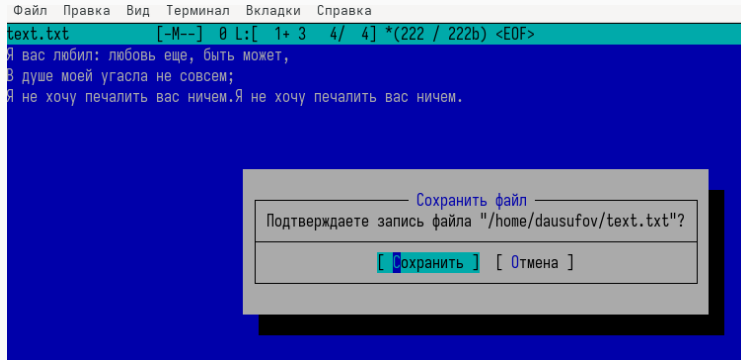 Файл Правка Вид Терминал Вкладки Справка
text.txt [-M--] 0 L:[ 1+ 3 4/ 4] *(222 / 222b) <EOF>
Я вас любил: любовь еще, быть может,
В душе моей угасла не совсем;
Я не хочу печалить вас ничем.Я не хочу печалить вас ничем.
Сохранить файл
Подтверждаете запись файла "/home/dausufov/text.txt"?
[ Сохранить ] [ Отмена ]